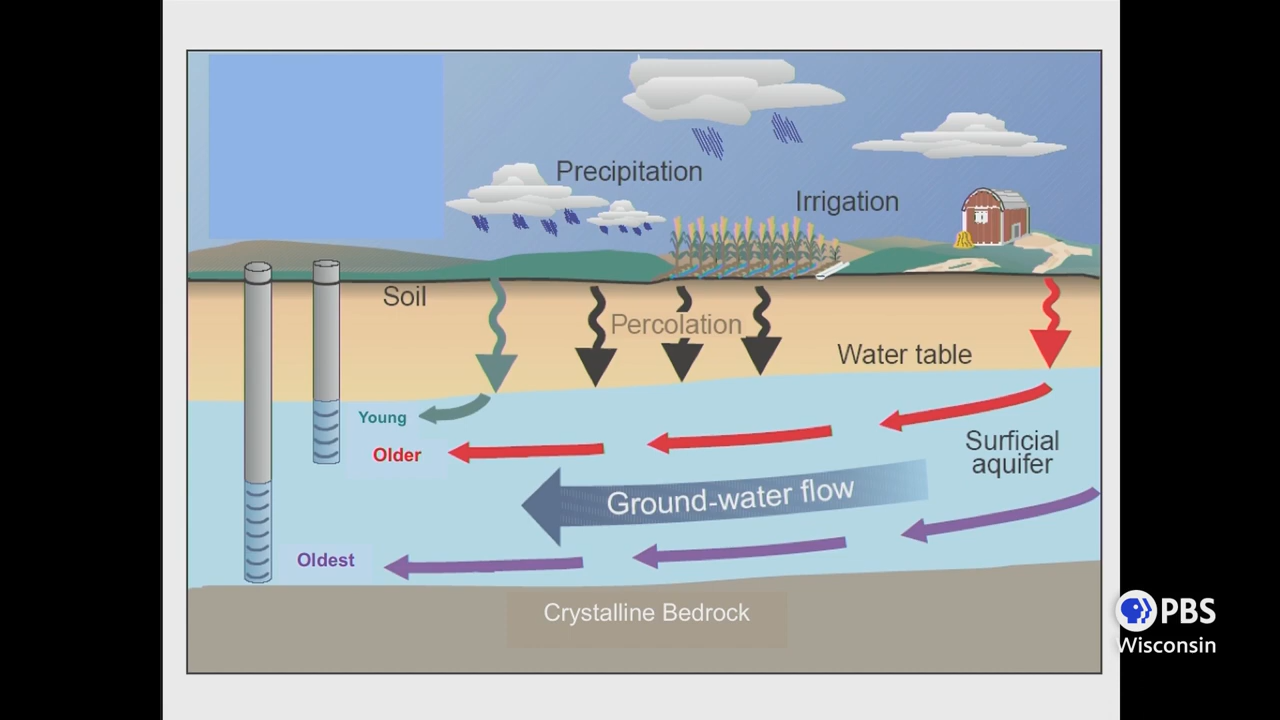 Precipitation
Irrigation
Soil
Percolation
Water table
Young
Older
Surficial
aquifer
Ground-water flow
Oldest
Crystalline Bedrock
PBS
Wisconsin